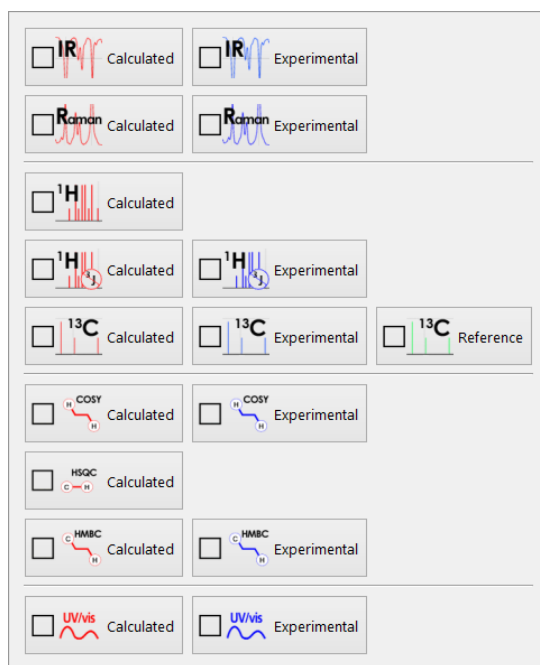 IR Calculated IR Experimental
Raman Calculated Raman Experimental
¹H Calculated
¹H ³J Calculated ¹H ³J Experimental
¹³C Calculated ¹³C Experimental ¹³C Reference
COSY H H Calculated COSY H H Experimental
HSQC C H Calculated
HMBC C H Calculated HMBC C H Experimental
UV/vis Calculated UV/vis Experimental